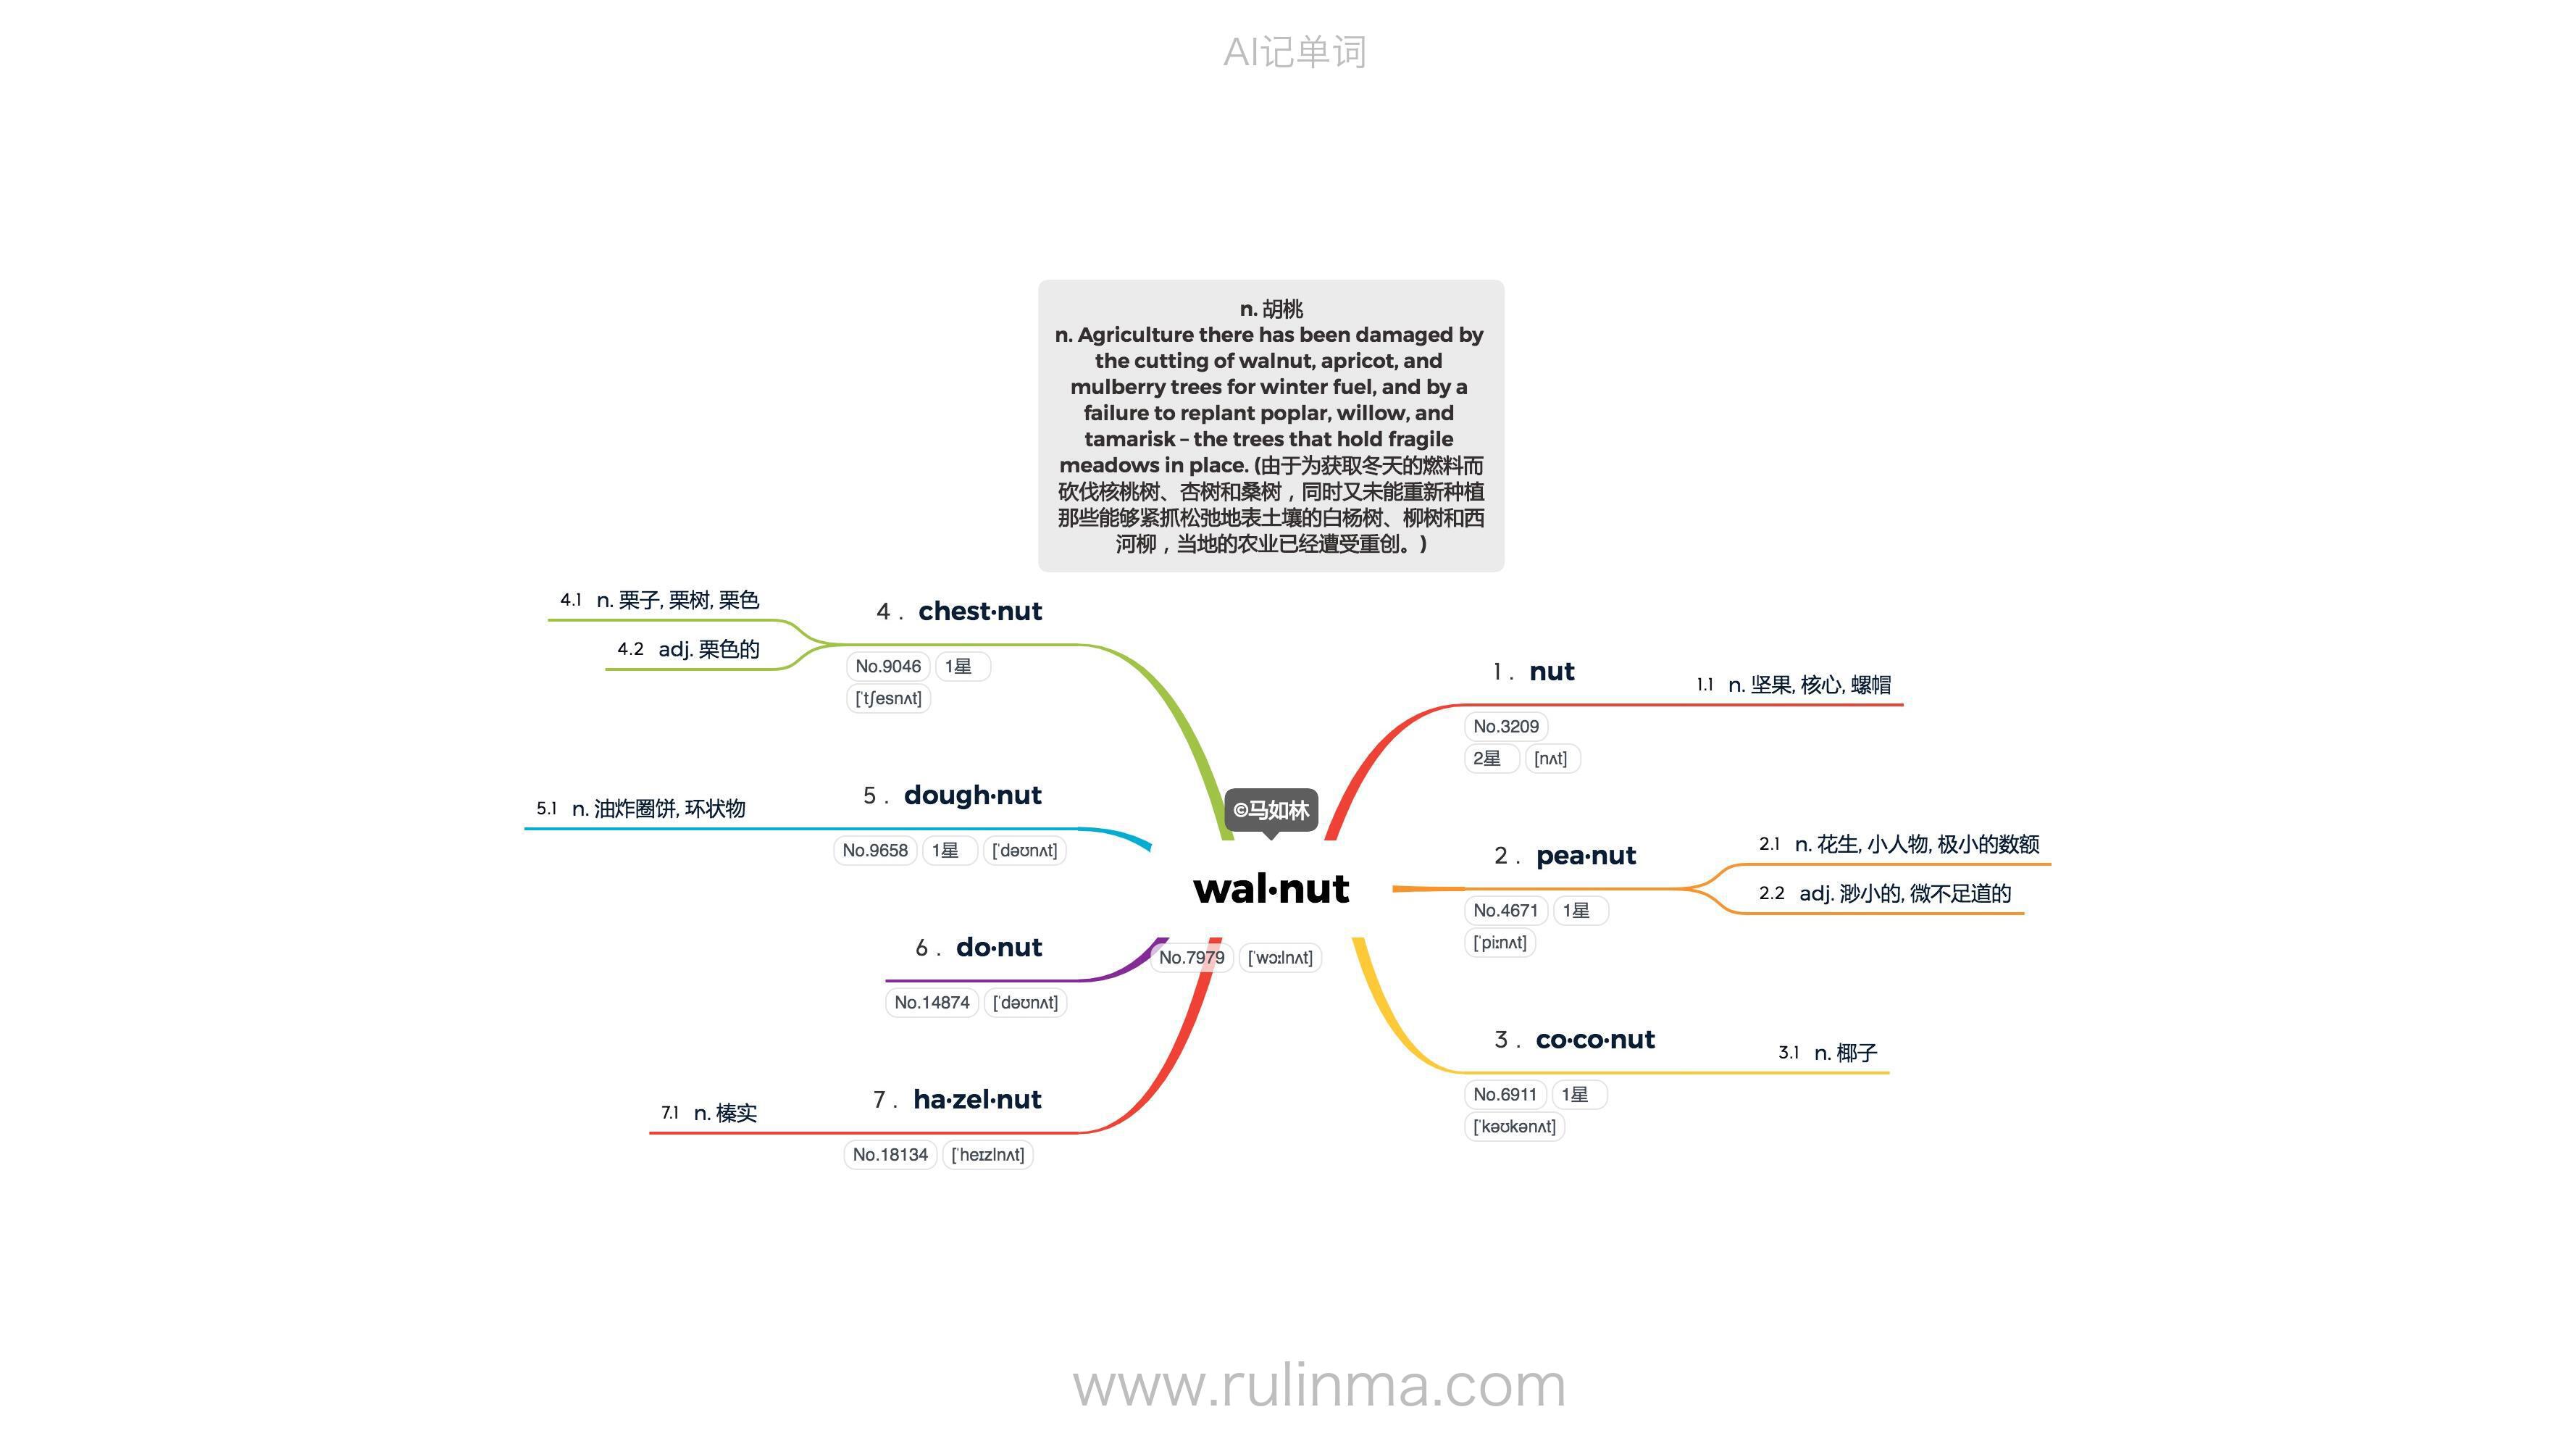 AI记单词
n. 胡桃
n. Agriculture there has been damaged by
the cutting of walnut, apricot, and
mulberry trees for winter fuel, and by a
failure to replant poplar, willow, and
tamarisk – the trees that hold fragile
meadows in place. (由于为获取冬天的燃料而
砍伐核桃树、杏树和桑树，同时又未能重新种植
那些能够紧抓松弛地表土壤的白杨树、柳树和西
河柳，当地的农业已经遭受重创。)
©马如林
wal·nut
No.7979 [ˈwɔːlnʌt]
1. nut
No.3209
2星 [nʌt]
1.1 n. 坚果, 核心, 螺帽
2. pea·nut
No.4671 1星
[ˈpiːnʌt]
2.1 n. 花生, 小人物, 极小的数额
2.2 adj. 渺小的, 微不足道的
3. co·co·nut
No.6911 1星
[ˈkəʊkənʌt]
3.1 n. 椰子
4. chest·nut
No.9046 1星
[ˈtʃesnʌt]
4.1 n. 栗子, 栗树, 栗色
4.2 adj. 栗色的
5. dough·nut
No.9658 1星 [ˈdəʊnʌt]
5.1 n. 油炸圈饼, 环状物
6. do·nut
No.14874 [ˈdəʊnʌt]
7. ha·zel·nut
No.18134 [ˈheɪzlnʌt]
7.1 n. 榛实
www.rulinma.com